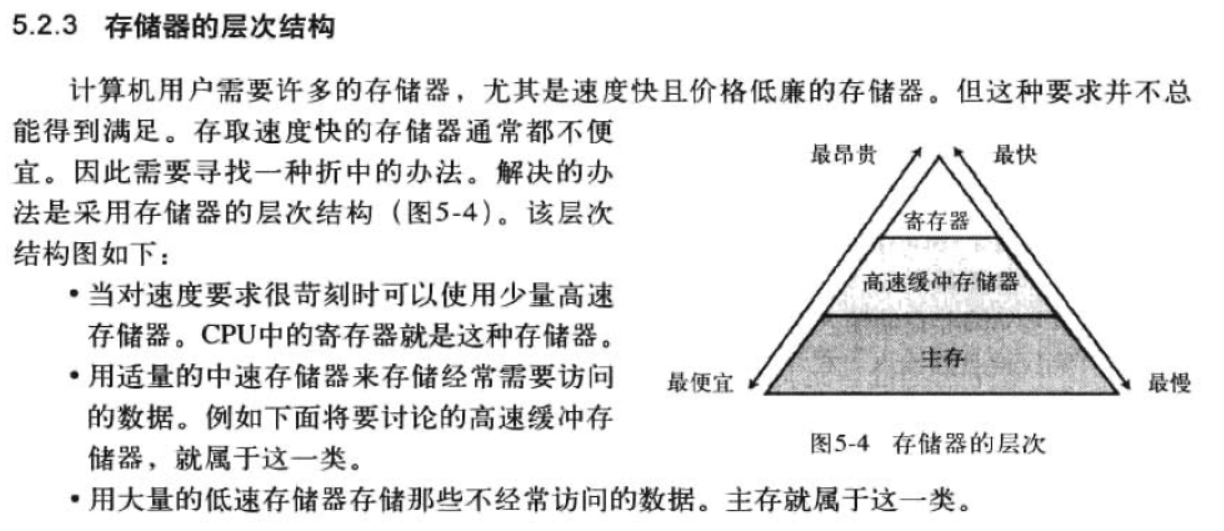 5.2.3 存储器的层次结构
计算机用户需要许多的存储器，尤其是速度快且价格低廉的存储器。但这种要求并不总
能得到满足。存取速度快的存储器通常都不便
宜。因此需要寻找一种折中的办法。解决的办
法是采用存储器的层次结构（图5-4）。该层次
结构图如下：
•当对速度要求很苛刻时可以使用少量高速
存储器。CPU中的寄存器就是这种存储器。
•用适量的中速存储器来存储经常需要访问
的数据。例如下面将要讨论的高速缓冲存
储器，就属于这一类。
•用大量的低速存储器存储那些不经常访问的数据。主存就属于这一类。
最昂贵
最快
寄存器
高速缓冲存储器
主存
最便宜
最慢
图5-4 存储器的层次